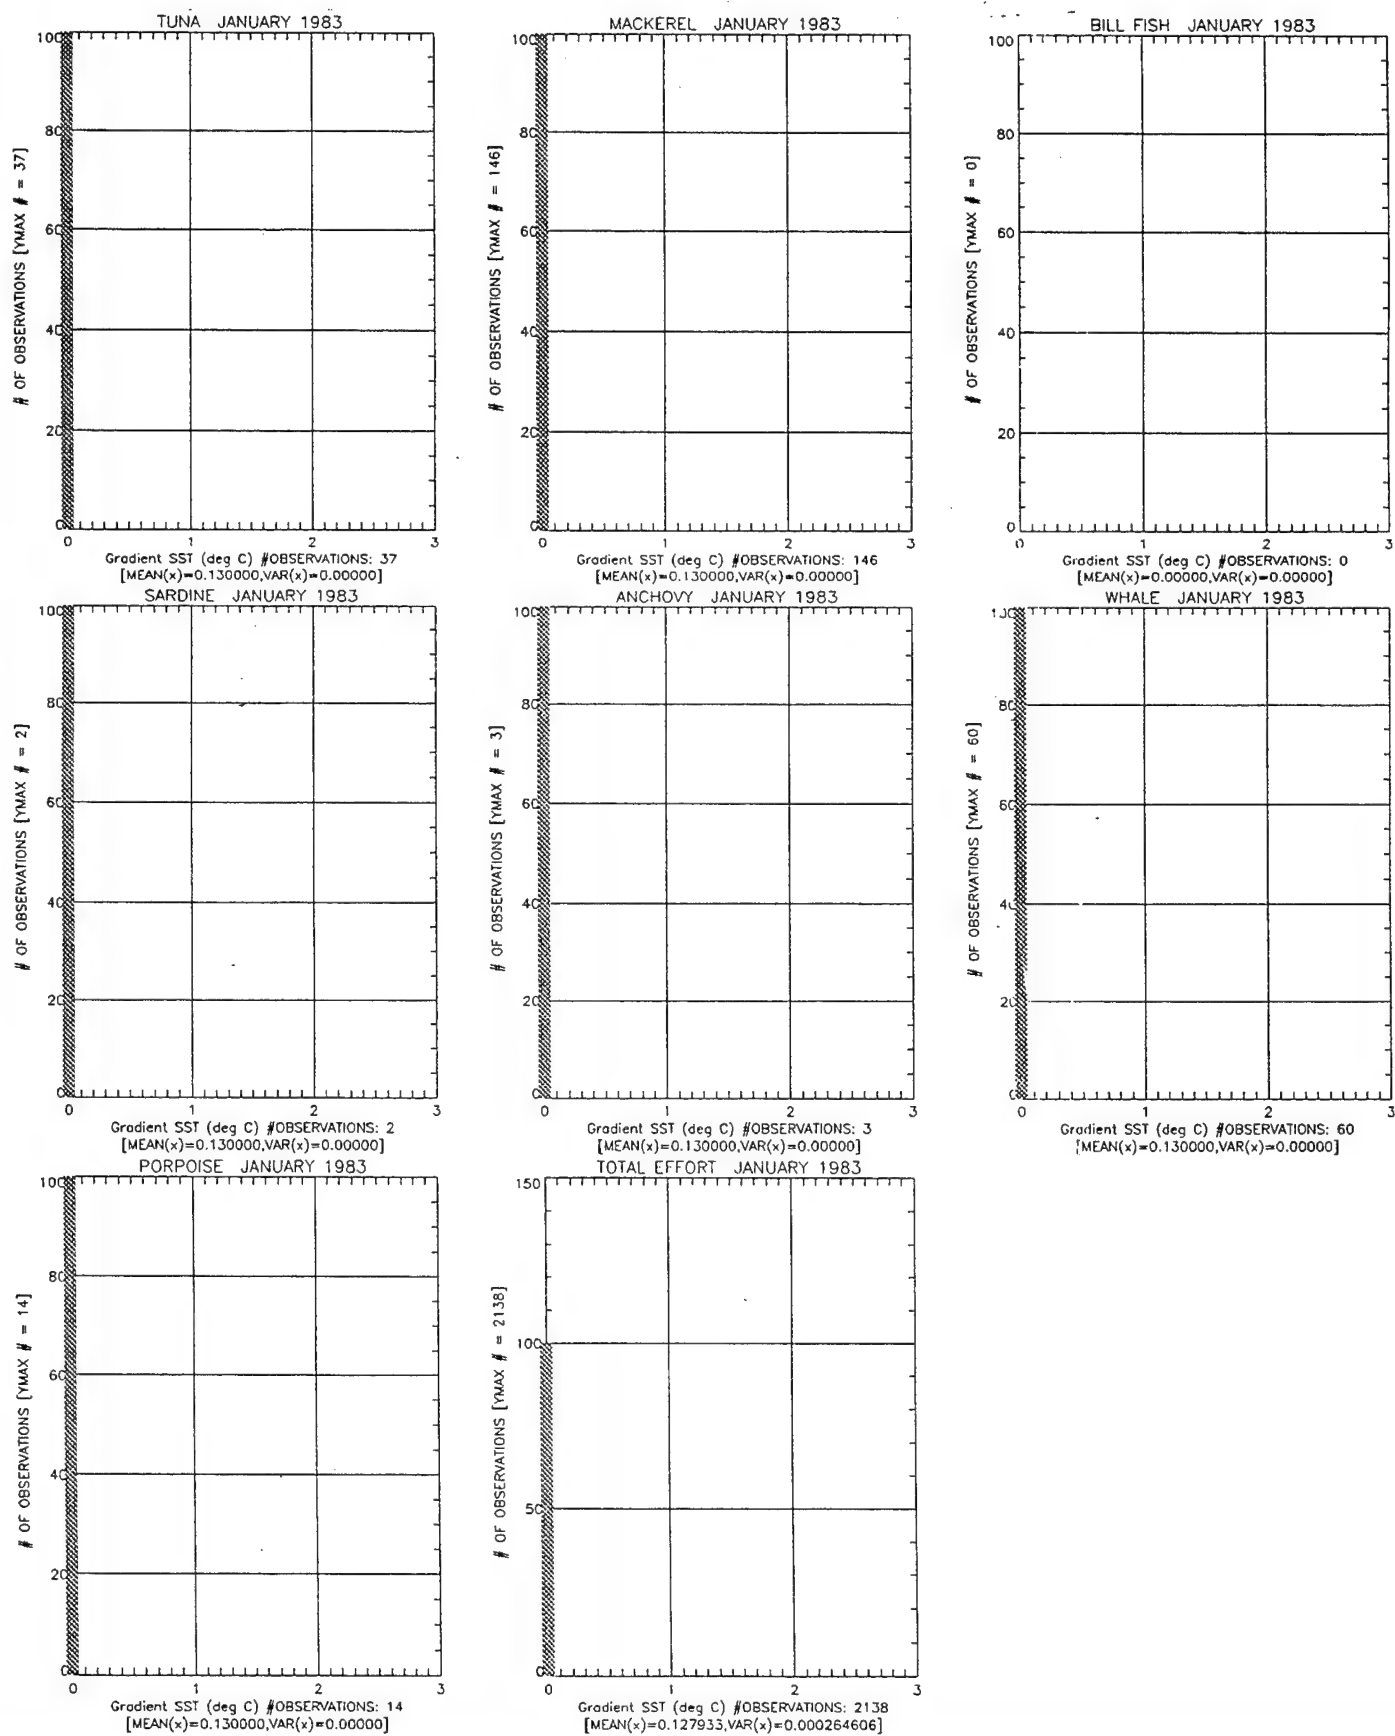 TUNA JANUARY 1983
100
80
60
40
20
0
# OF OBSERVATIONS [YMAX # = 37]
0 1 2 3
Gradient SST (deg C) #OBSERVATIONS: 37
[MEAN(x)=0.130000,VAR(x)=0.00000]
MACKEREL JANUARY 1983
100
80
60
40
20
0
# OF OBSERVATIONS [YMAX # = 146]
0 1 2 3
Gradient SST (deg C) #OBSERVATIONS: 146
[MEAN(x)=0.130000,VAR(x)=0.00000]
BILL FISH JANUARY 1983
100
80
60
40
20
0
# OF OBSERVATIONS [YMAX # = 0]
0 1 2 3
Gradient SST (deg C) #OBSERVATIONS: 0
[MEAN(x)=0.00000,VAR(x)=0.00000]
SARDINE JANUARY 1983
100
80
60
40
20
0
# OF OBSERVATIONS [YMAX # = 2]
0 1 2 3
Gradient SST (deg C) #OBSERVATIONS: 2
[MEAN(x)=0.130000,VAR(x)=0.00000]
ANCHOVY JANUARY 1983
100
80
60
40
20
0
# OF OBSERVATIONS [YMAX # = 3]
0 1 2 3
Gradient SST (deg C) #OBSERVATIONS: 3
[MEAN(x)=0.130000,VAR(x)=0.00000]
WHALE JANUARY 1983
100
80
60
40
20
0
# OF OBSERVATIONS [YMAX # = 60]
0 1 2 3
Gradient SST (deg C) #OBSERVATIONS: 60
[MEAN(x)=0.130000,VAR(x)=0.00000]
PORPOISE JANUARY 1983
100
80
60
40
20
0
# OF OBSERVATIONS [YMAX # = 14]
0 1 2 3
Gradient SST (deg C) #OBSERVATIONS: 14
[MEAN(x)=0.130000,VAR(x)=0.00000]
TOTAL EFFORT JANUARY 1983
150
100
50
0
# OF OBSERVATIONS [YMAX # = 2138]
0 1 2 3
Gradient SST (deg C) #OBSERVATIONS: 2138
[MEAN(x)=0.127933,VAR(x)=0.000264606]